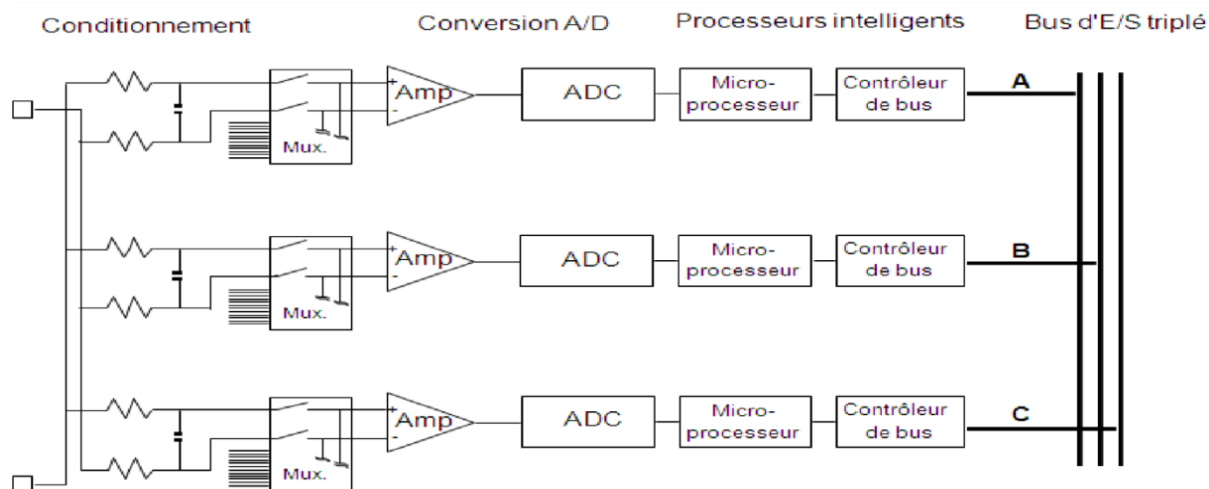 Conditionnement
Conversion A/D
Processeurs intelligents
Bus d'E/S triplé
Mux.
Amp
+
-
ADC
Micro-
processeur
Contrôleur
de bus
A
Mux.
Amp
+
-
ADC
Micro-
processeur
Contrôleur
de bus
B
Mux.
Amp
+
-
ADC
Micro-
processeur
Contrôleur
de bus
C